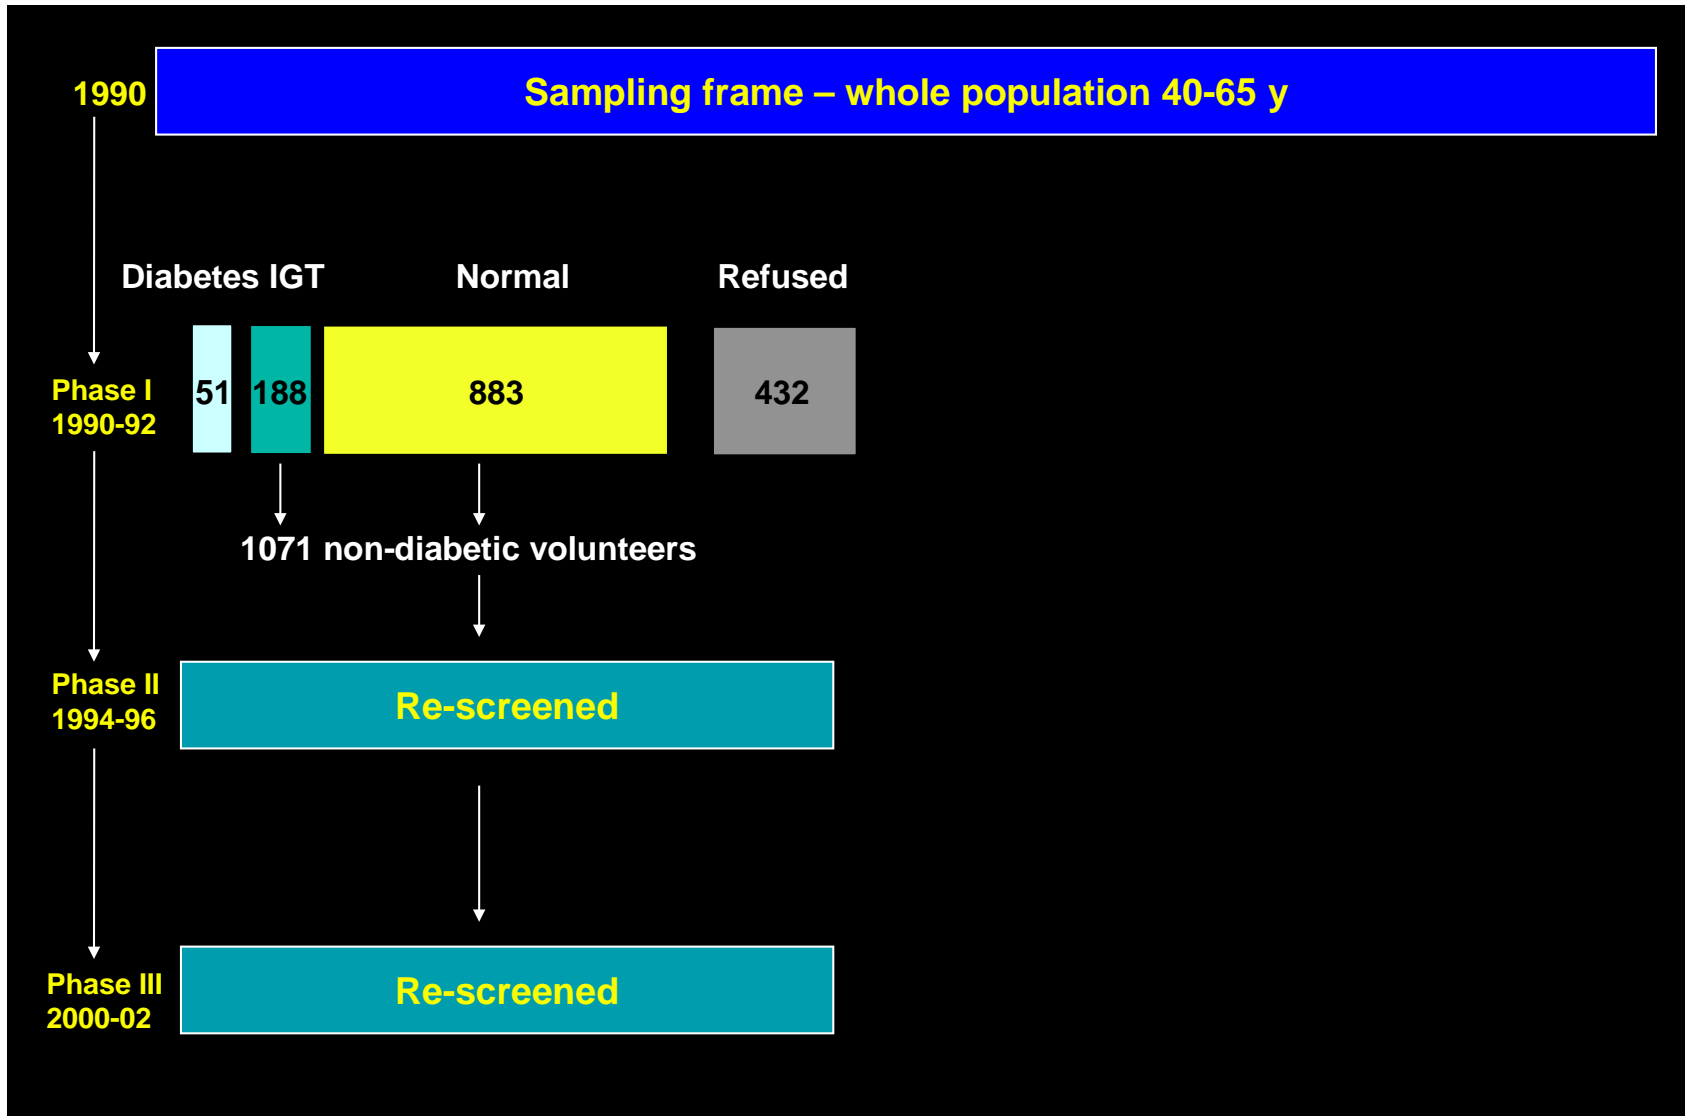 1990
Sampling frame – whole population 40-65 y
Diabetes IGT
Normal
Refused
Phase I
1990-92
51
188
883
432
1071 non-diabetic volunteers
Phase II
1994-96
Re-screened
Phase III
2000-02
Re-screened